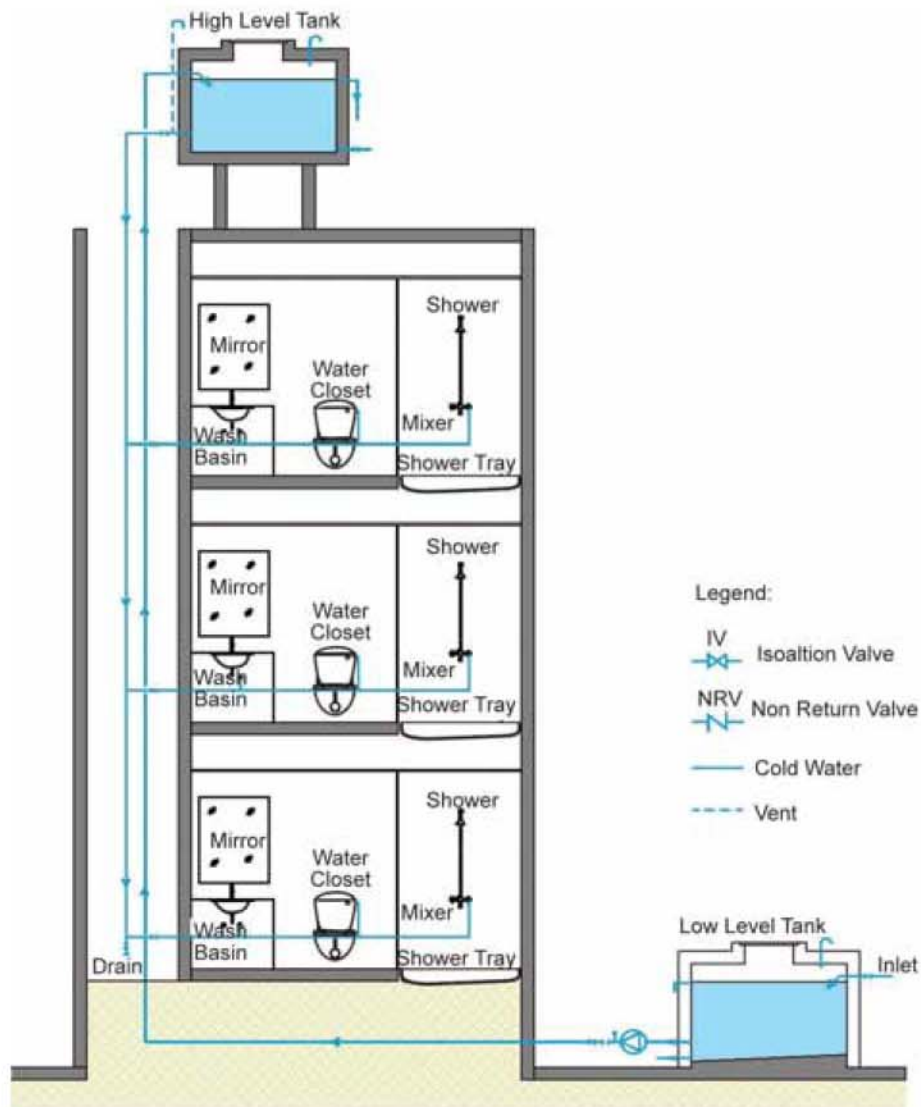 High Level Tank
Shower
Mirror
Water
Closet
Mixer
Wash
Basin
Shower Tray
Shower
Mirror
Water
Closet
Mixer
Wash
Basin
Shower Tray
Legend:
IV
Isoaltion Valve
NRV
Non Return Valve
Cold Water
Vent
Shower
Mirror
Water
Closet
Mixer
Wash
Basin
Shower Tray
Drain
Low Level Tank
Inlet